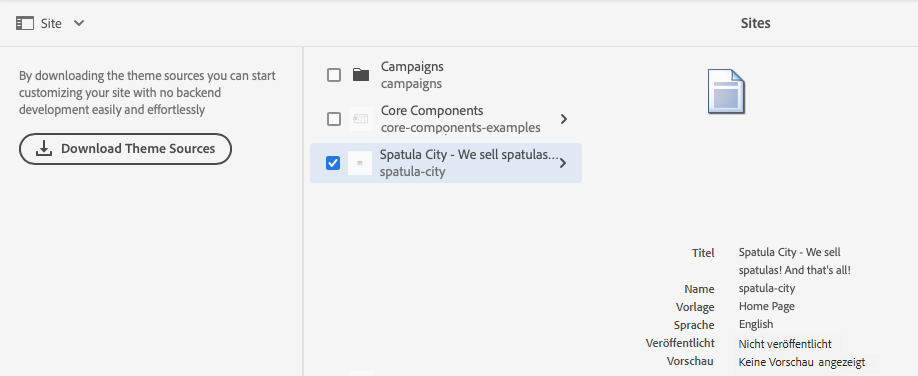 Site
Sites
By downloading the theme sources you can start
customizing your site with no backend
development easily and effortlessly
Download Theme Sources
Campaigns
campaigns
Core Components
core-components-examples
Spatula City - We sell spatulas...
spatula-city
Titel Spatula City - We sell
spatulas! And that's all!
Name spatula-city
Vorlage Home Page
Sprache English
Veröffentlicht Nicht veröffentlicht
Vorschau Keine Vorschau angezeigt